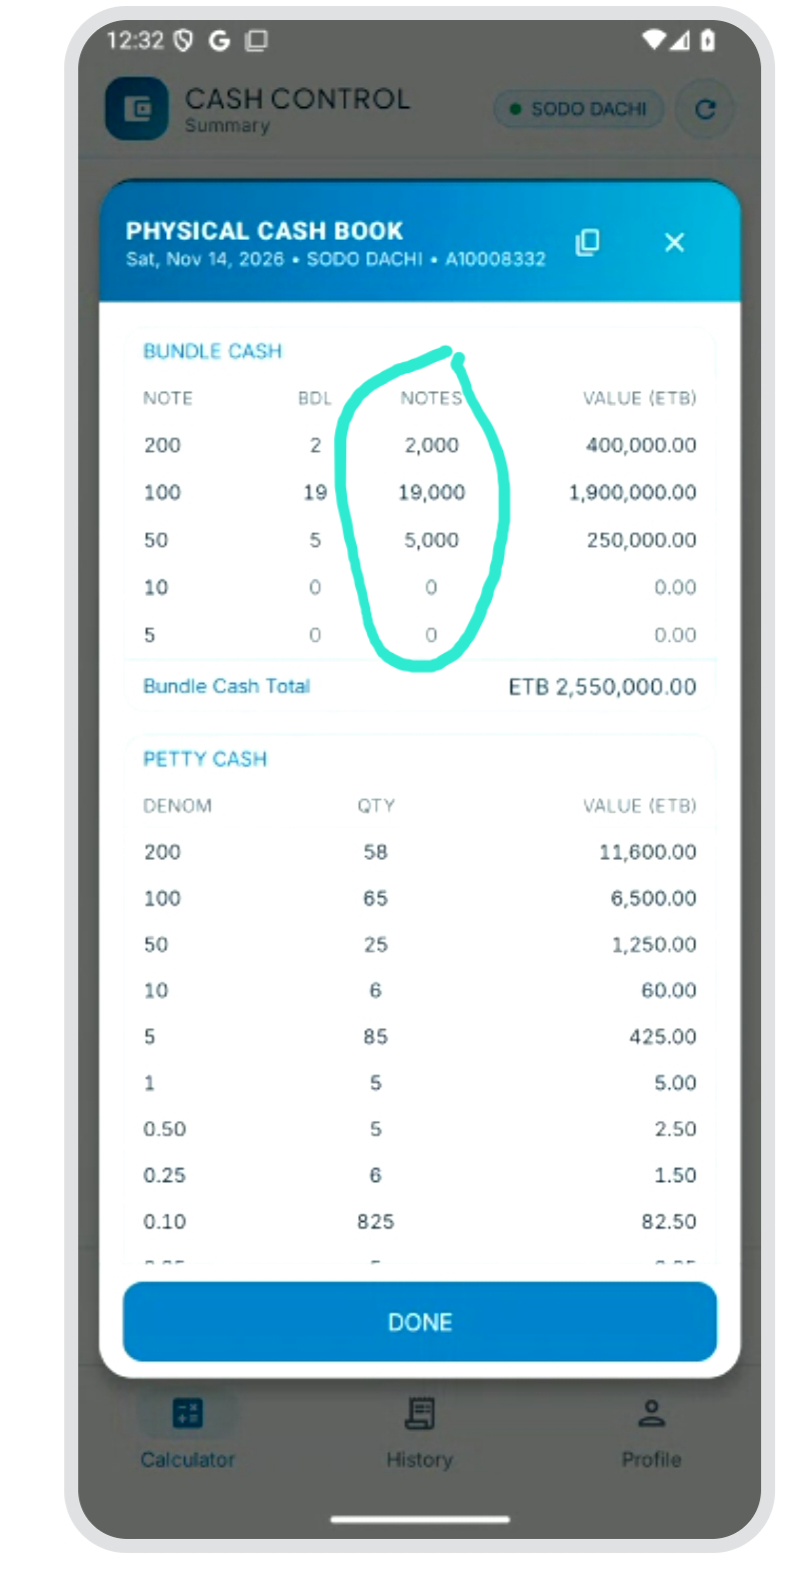 12:32
CASH CONTROL
Summary
SODO DACHI
PHYSICAL CASH BOOK
Sat, Nov 14, 2026 • SODO DACHI • A10008332
BUNDLE CASH
NOTE BDL NOTES VALUE (ETB)
200 2 2,000 400,000.00
100 19 19,000 1,900,000.00
50 5 5,000 250,000.00
10 0 0 0.00
5 0 0 0.00
Bundle Cash Total ETB 2,550,000.00
PETTY CASH
DENOM QTY VALUE (ETB)
200 58 11,600.00
100 65 6,500.00
50 25 1,250.00
10 6 60.00
5 85 425.00
1 5 5.00
0.50 5 2.50
0.25 6 1.50
0.10 825 82.50
DONE
Calculator History Profile